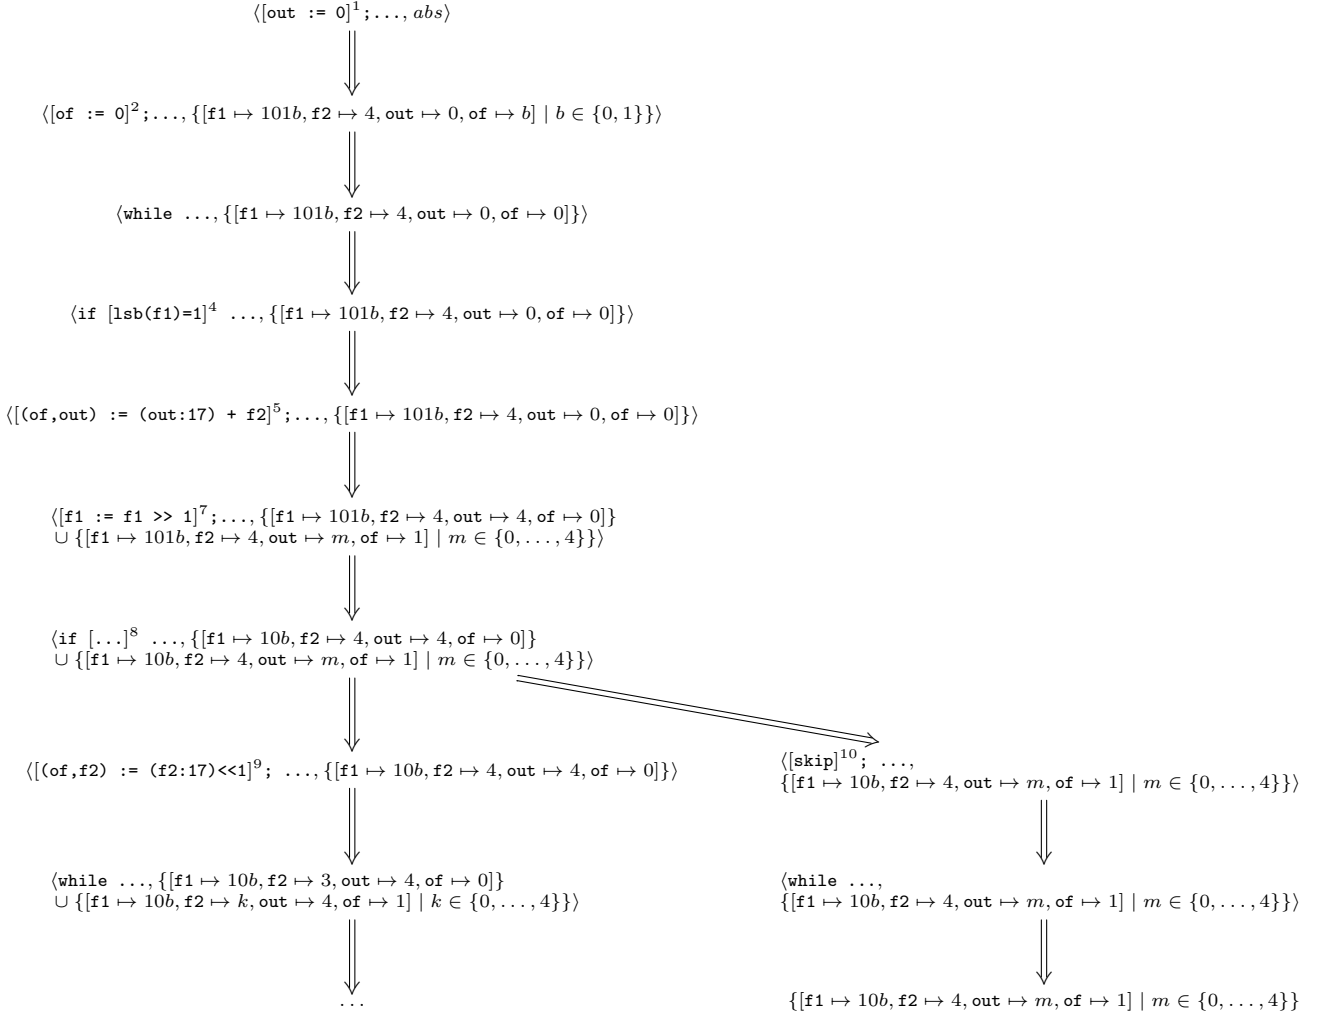 ⟨[out := 0]¹;..., abs⟩
⟨[of := 0]²;..., {[f1 ↦ 101b, f2 ↦ 4, out ↦ 0, of ↦ b] | b ∈ {0, 1}}⟩
⟨while ..., {[f1 ↦ 101b, f2 ↦ 4, out ↦ 0, of ↦ 0]}⟩
⟨if [lsb(f1)=1]⁴ ..., {[f1 ↦ 101b, f2 ↦ 4, out ↦ 0, of ↦ 0]}⟩
⟨[(of,out) := (out:17) + f2]⁵;..., {[f1 ↦ 101b, f2 ↦ 4, out ↦ 0, of ↦ 0]}⟩
⟨[f1 := f1 >> 1]⁷;..., {[f1 ↦ 101b, f2 ↦ 4, out ↦ 4, of ↦ 0]}
∪ {[f1 ↦ 101b, f2 ↦ 4, out ↦ m, of ↦ 1] | m ∈ {0, . . . , 4}}⟩
⟨if [...]⁸ ..., {[f1 ↦ 10b, f2 ↦ 4, out ↦ 4, of ↦ 0]}
∪ {[f1 ↦ 10b, f2 ↦ 4, out ↦ m, of ↦ 1] | m ∈ {0, . . . , 4}}⟩
⟨[(of,f2) := (f2:17)<<1]⁹; ..., {[f1 ↦ 10b, f2 ↦ 4, out ↦ 4, of ↦ 0]}⟩
⟨[skip]¹⁰; ...,
{[f1 ↦ 10b, f2 ↦ 4, out ↦ m, of ↦ 1] | m ∈ {0, . . . , 4}}⟩
⟨while ..., {[f1 ↦ 10b, f2 ↦ 3, out ↦ 4, of ↦ 0]}
∪ {[f1 ↦ 10b, f2 ↦ k, out ↦ 4, of ↦ 1] | k ∈ {0, . . . , 4}}⟩
⟨while ...,
{[f1 ↦ 10b, f2 ↦ 4, out ↦ m, of ↦ 1] | m ∈ {0, . . . , 4}}⟩
. . .
{[f1 ↦ 10b, f2 ↦ 4, out ↦ m, of ↦ 1] | m ∈ {0, . . . , 4}}